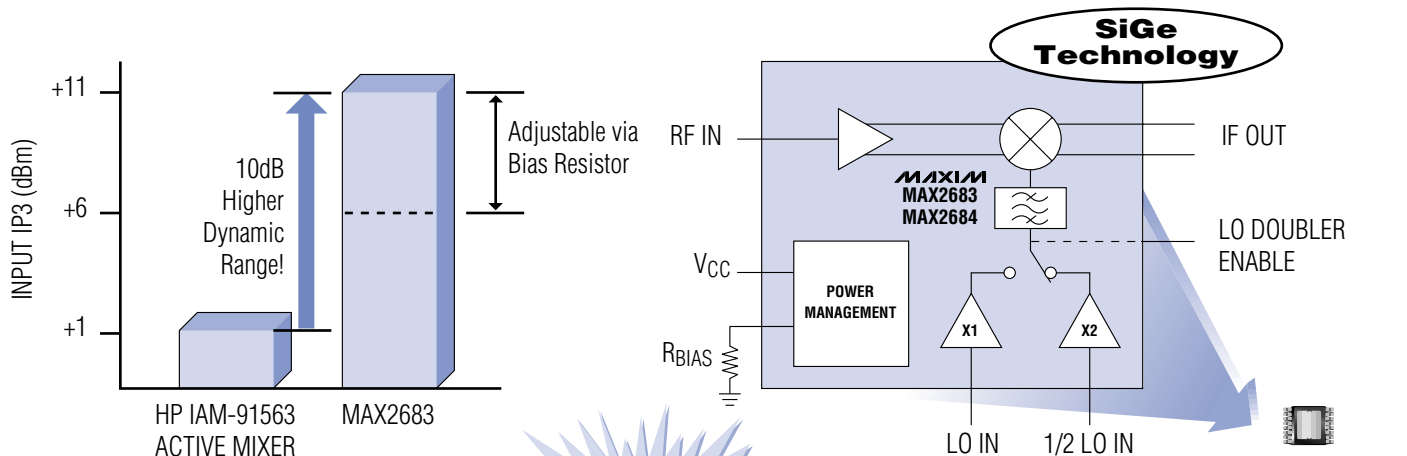 SiGe
Technology
INPUT IP3 (dBm)
+11
+6
+1
10dB
Higher
Dynamic
Range!
Adjustable via
Bias Resistor
HP IAM-91563
ACTIVE MIXER
MAX2683
RF IN
IF OUT
MAXIM
MAX2683
MAX2684
LO DOUBLER
ENABLE
VCC
POWER
MANAGEMENT
RBIAS
X1
X2
LO IN
1/2 LO IN